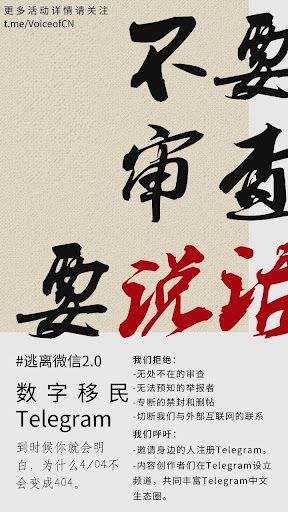 更多活动详情请关注
t.me/VoiceofCN
不要
审查
要说话
#逃离微信2.0
数字移民
Telegram
到时候你就会明
白，为什么4/04不
会变成404。
我们拒绝：
-无处不在的审查
-无法预知的举报者
-专断的禁封和删帖
-切断我们与外部互联网的联系
我们呼吁：
-邀请身边的人注册Telegram。
-内容创作者们在Telegram设立
频道，共同丰富Telegram中文
生态圈。